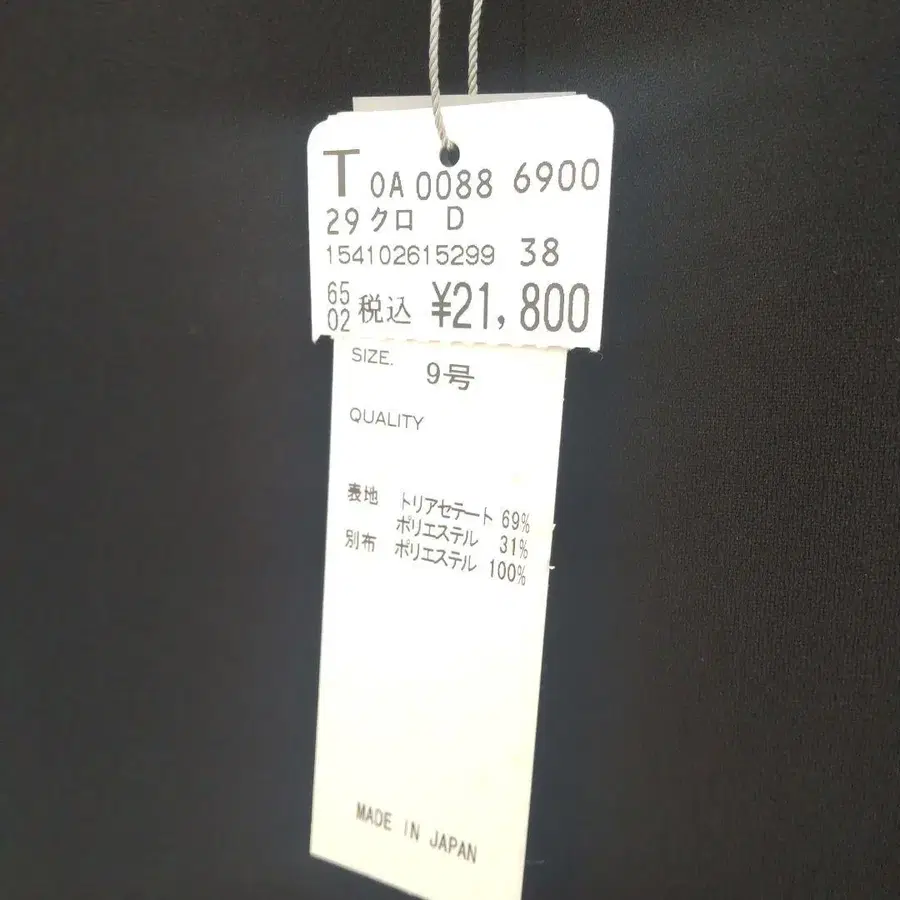 T 0A 0088 6900
29 クロ D
154102615299 38
65 02 税込 ¥21,800
SIZE. 9号
QUALITY
表地 トリアセテート 69%
ポリエステル 31%
別布 ポリエステル 100%
MADE IN JAPAN